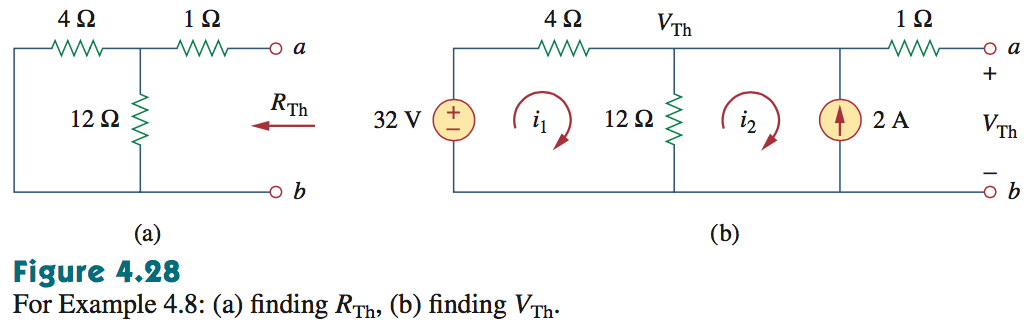 4 Ω 1 Ω
a
12 Ω
R_Th
b
(a)
4 Ω V_Th 1 Ω
a
+
32 V + − i_1 12 Ω i_2 2 A V_Th
−
b
(b)
Figure 4.28
For Example 4.8: (a) finding R_Th, (b) finding V_Th.